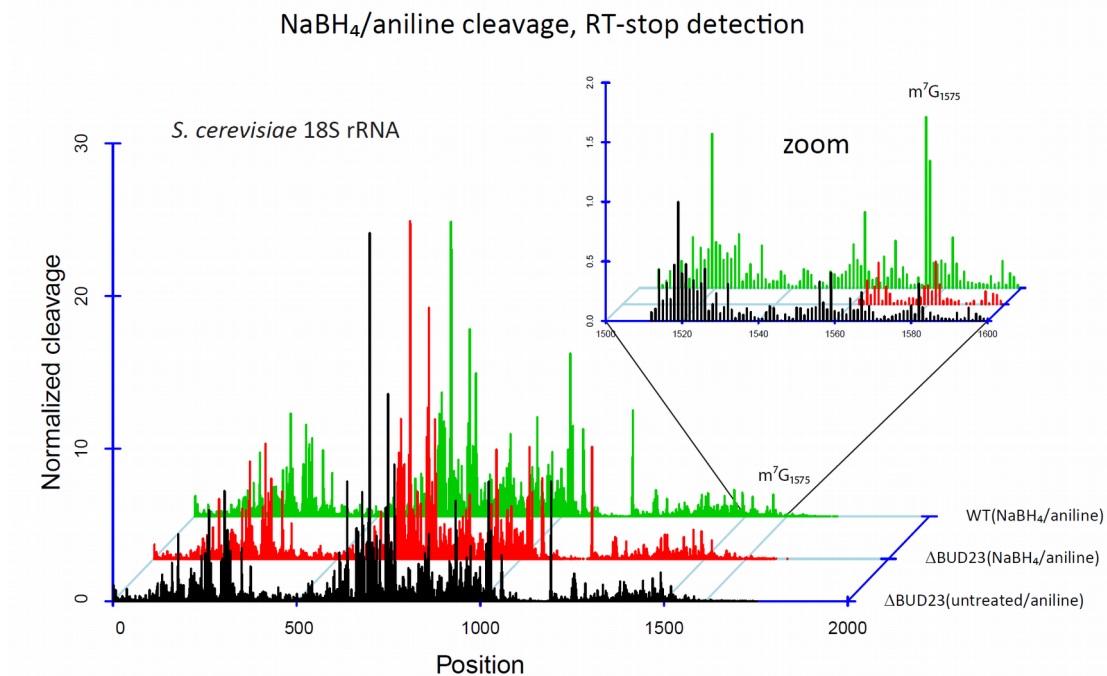 NaBH₄/aniline cleavage, RT-stop detection
S. cerevisiae 18S rRNA
zoom
m⁷G₁₅₇₅
2.0
1.5
1.0
0.5
0.0
1500
1520
1540
1560
1580
1600
Normalized cleavage
30
20
10
0
m⁷G₁₅₇₅
WT(NaBH₄/aniline)
ΔBUD23(NaBH₄/aniline)
ΔBUD23(untreated/aniline)
0
500
1000
1500
2000
Position